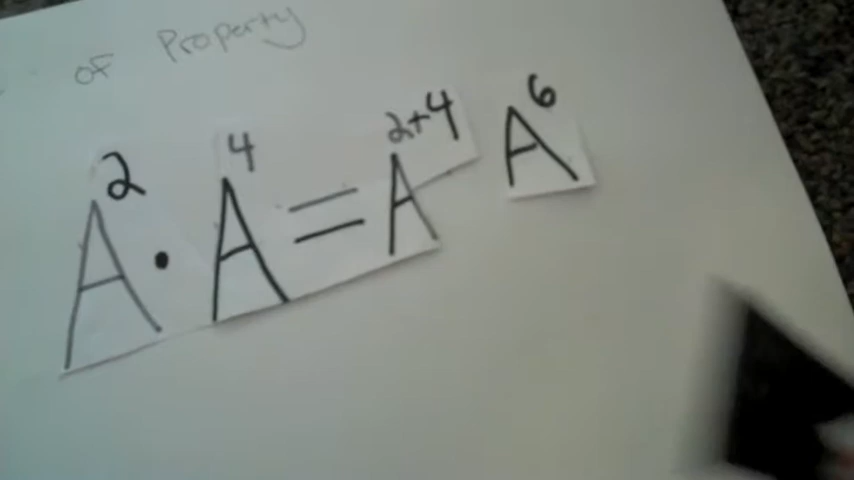 of Property
A² · A⁴ = A²⁺⁴ A⁶